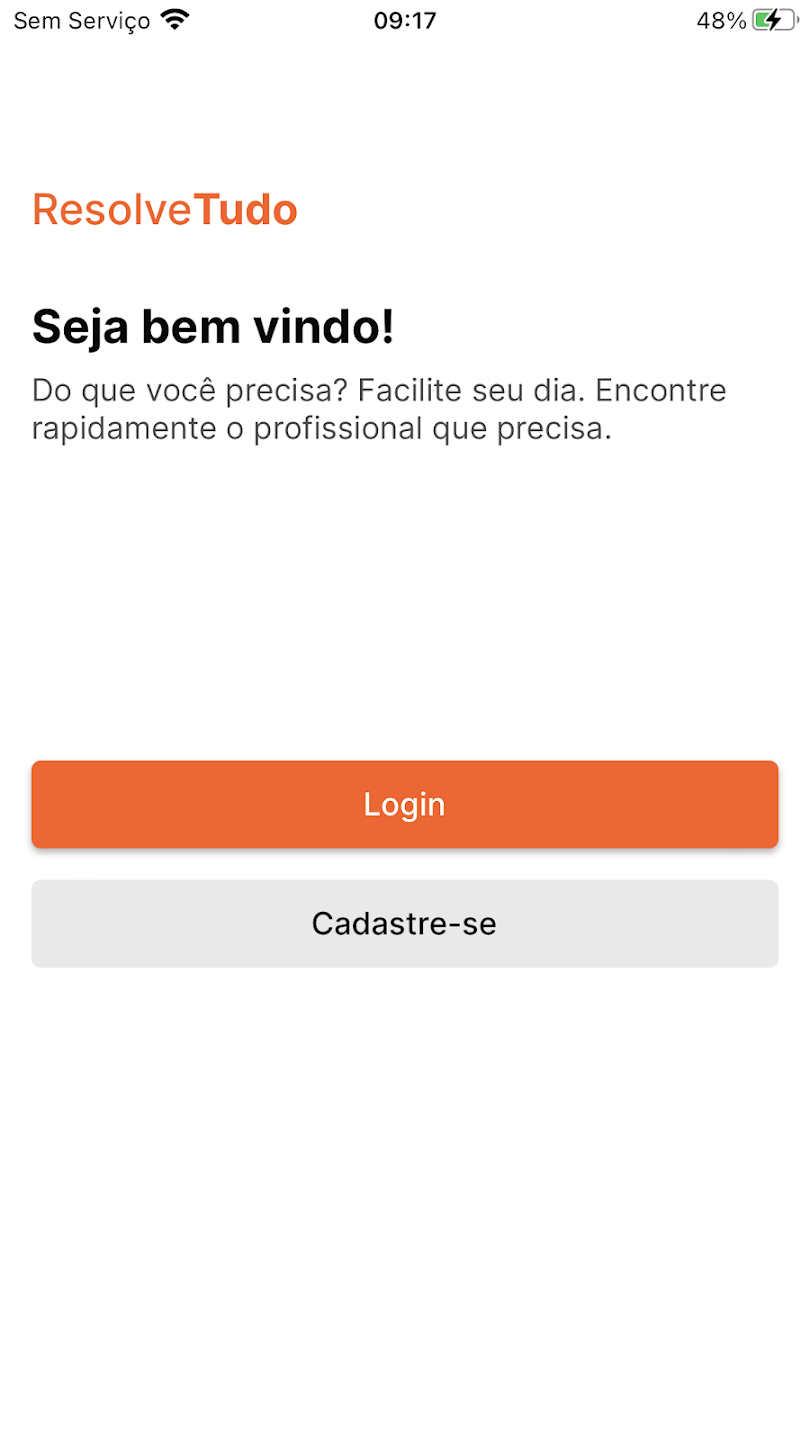 Sem Serviço 09:17 48%
ResolveTudo
Seja bem vindo!
Do que você precisa? Facilite seu dia. Encontre
rapidamente o profissional que precisa.
Login
Cadastre-se